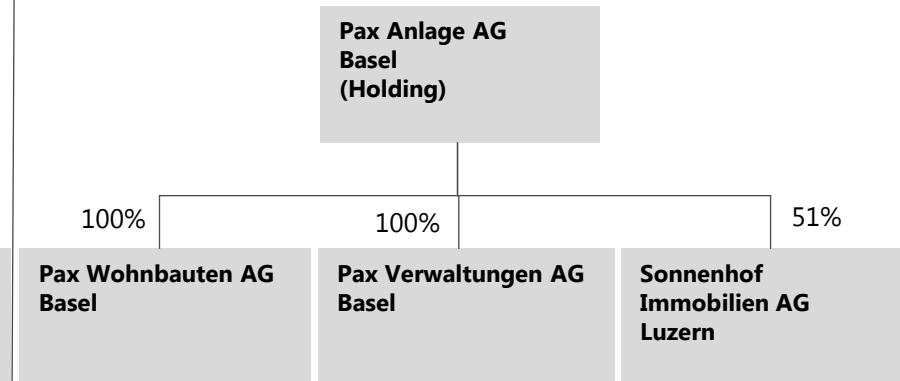 Pax Anlage AG
Basel
(Holding)
100%
100%
51%
Pax Wohnbauten AG
Basel
Pax Verwaltungen AG
Basel
Sonnenhof
Immobilien AG
Luzern